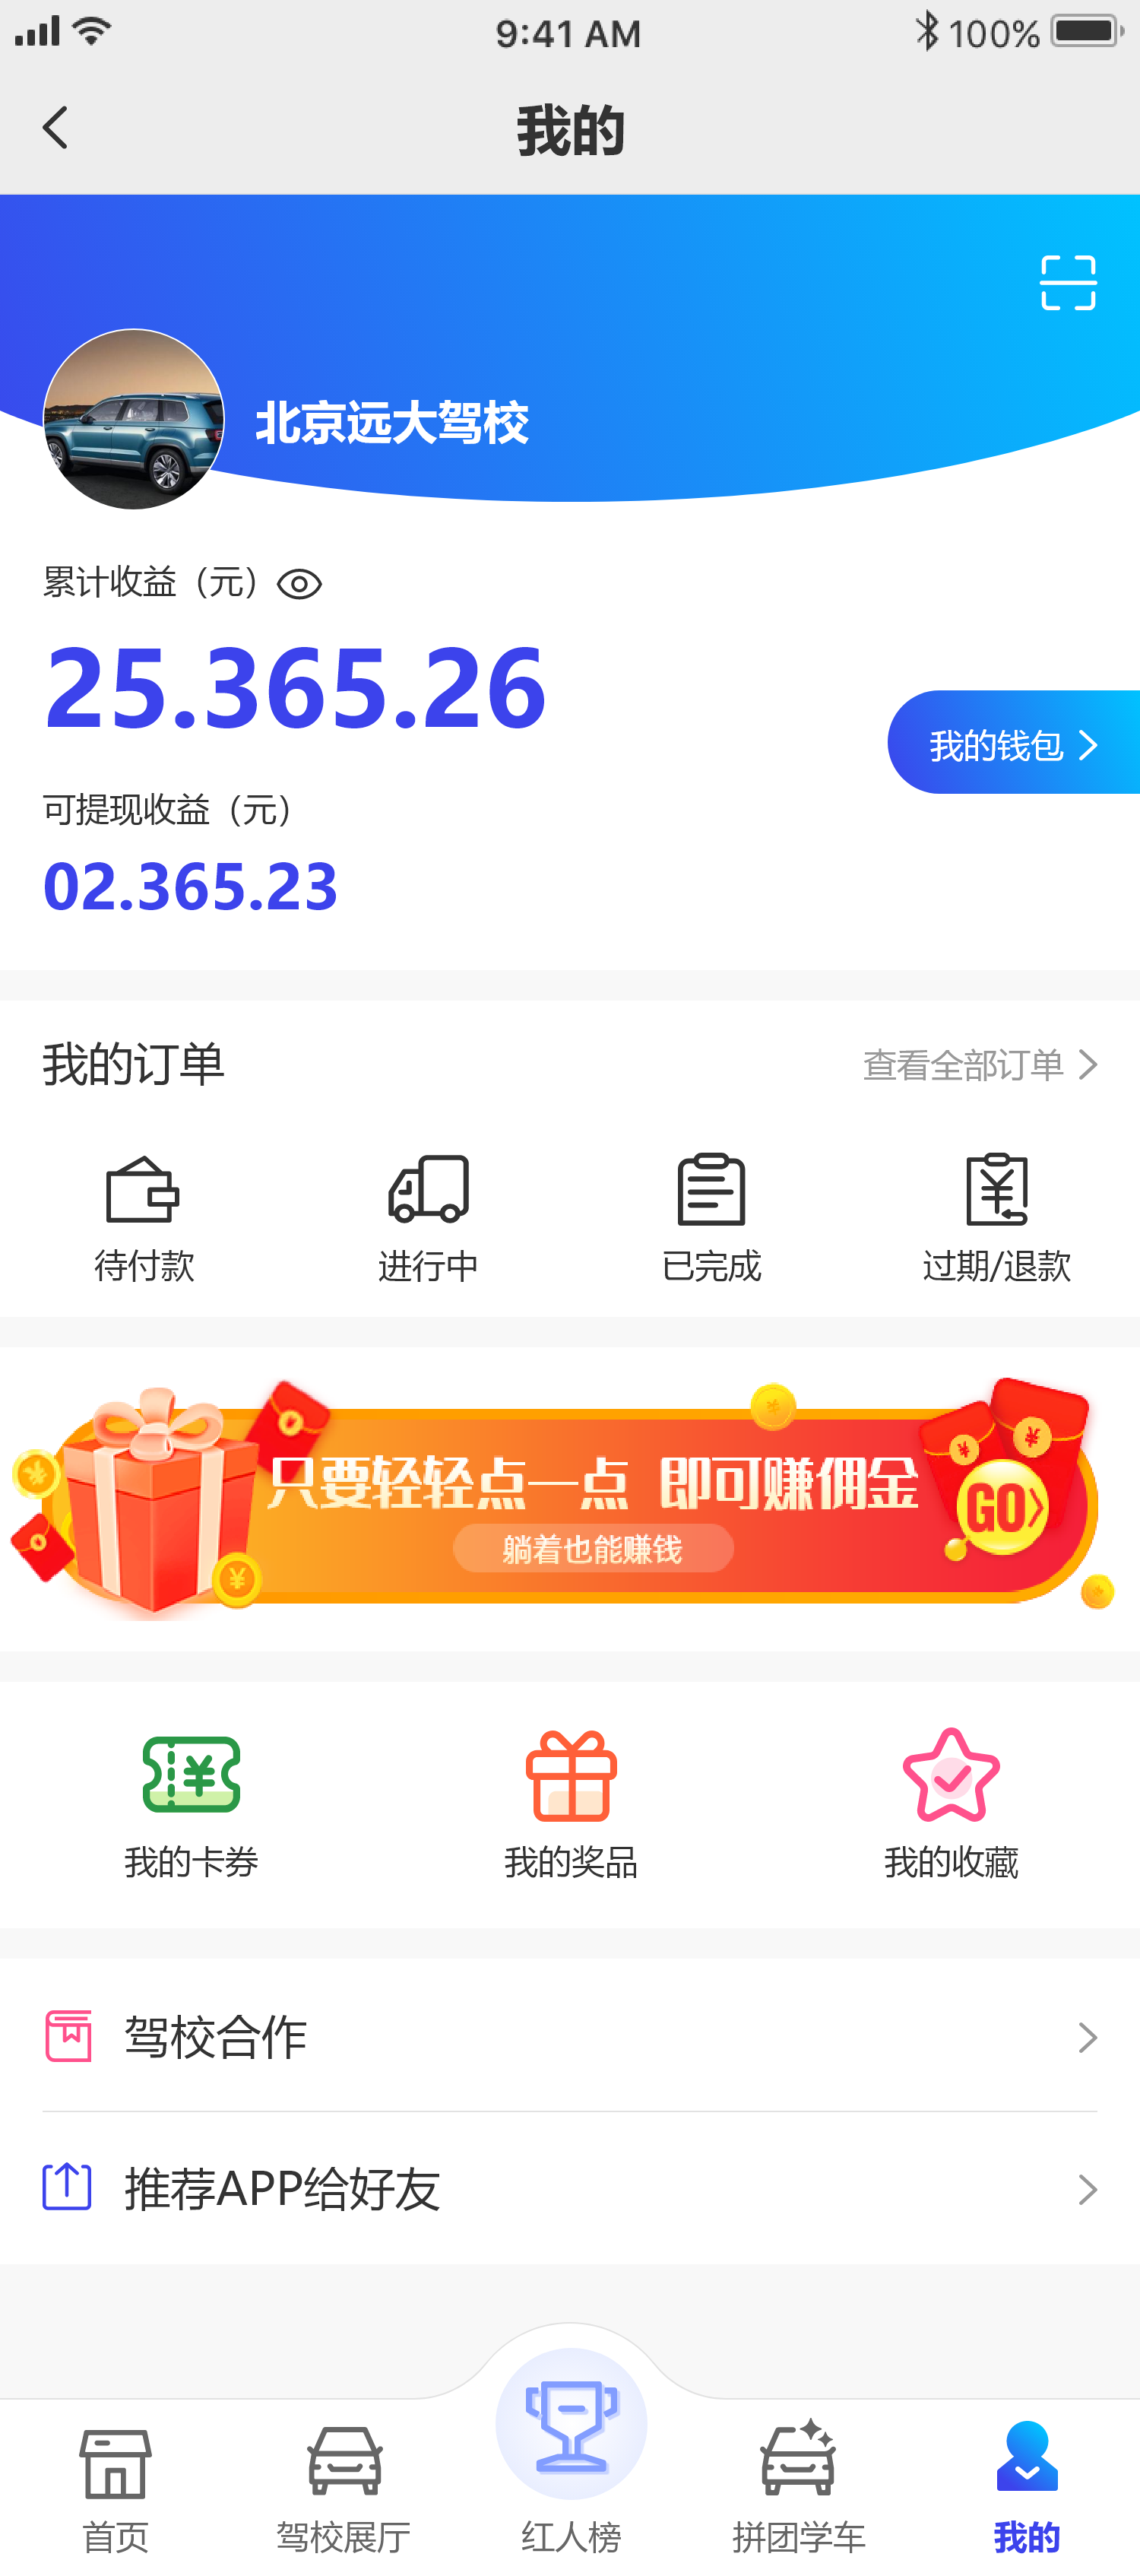 9:41 AM
100%
我的
北京远大驾校
累计收益（元）
25.365.26
我的钱包
可提现收益（元）
02.365.23
我的订单
查看全部订单
待付款
进行中
已完成
过期/退款
只要轻轻点一点 即可赚佣金
GO
躺着也能赚钱
我的卡券
我的奖品
我的收藏
驾校合作
推荐APP给好友
首页
驾校展厅
红人榜
拼团学车
我的